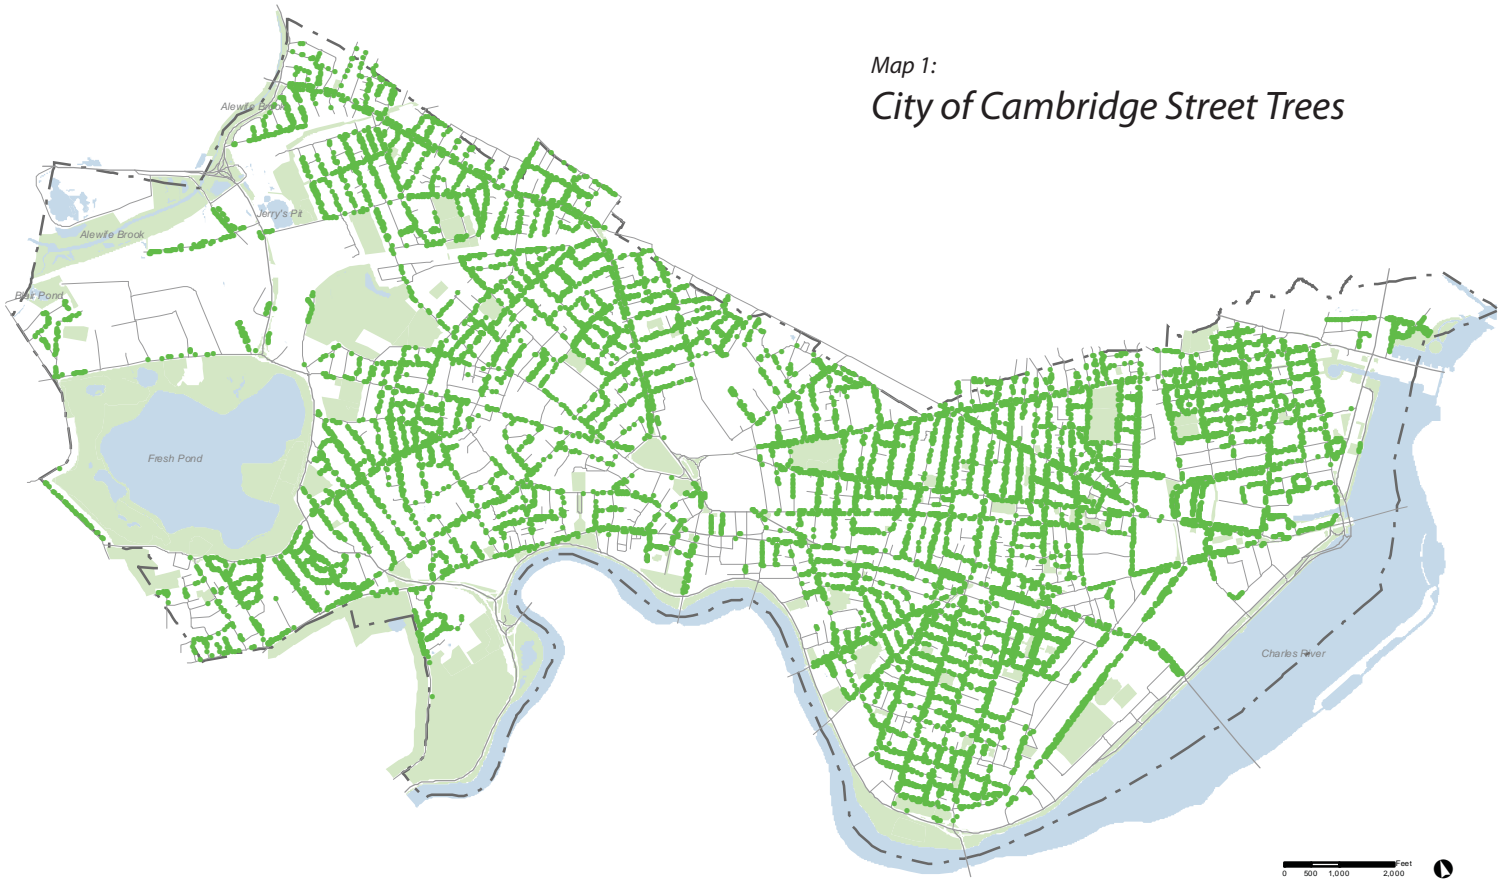 Map 1:
City of Cambridge Street Trees
Alewife Brook
Jerry's Pit
Alewife Brook
Blair Pond
Fresh Pond
Charles River
Feet
0 500 1,000 2,000